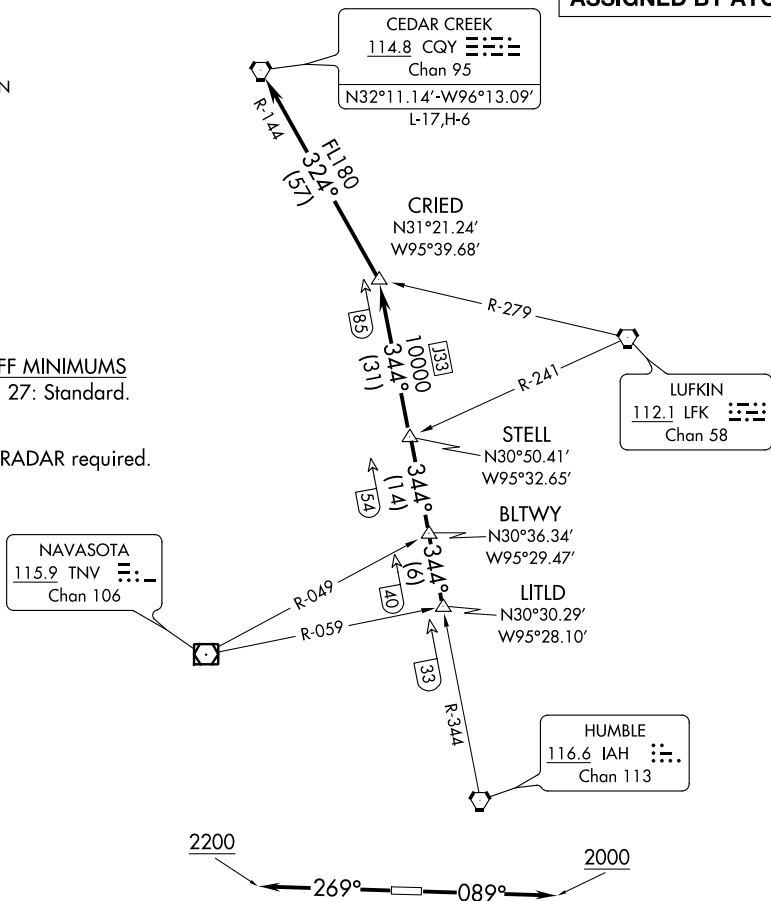 ASSIGNED BY ATC
CEDAR CREEK
114.8 CQY
Chan 95
N32°11.14'-W96°13.09'
L-17,H-6
N
R-144
FL180
324°
(57)
CRIED
N31°21.24'
W95°39.68'
85
R-279
J33
10000
344°
(31)
R-241
LUFKIN
112.1 LFK
Chan 58
FF MINIMUMS
27: Standard.
RADAR required.
STELL
N30°50.41'
W95°32.65'
54
344°
(14)
BLTWY
N30°36.34'
W95°29.47'
NAVASOTA
115.9 TNV
Chan 106
R-049
40
344°
(6)
LITLD
N30°30.29'
W95°28.10'
R-059
33
R-344
HUMBLE
116.6 IAH
Chan 113
2200
2000
269°
089°